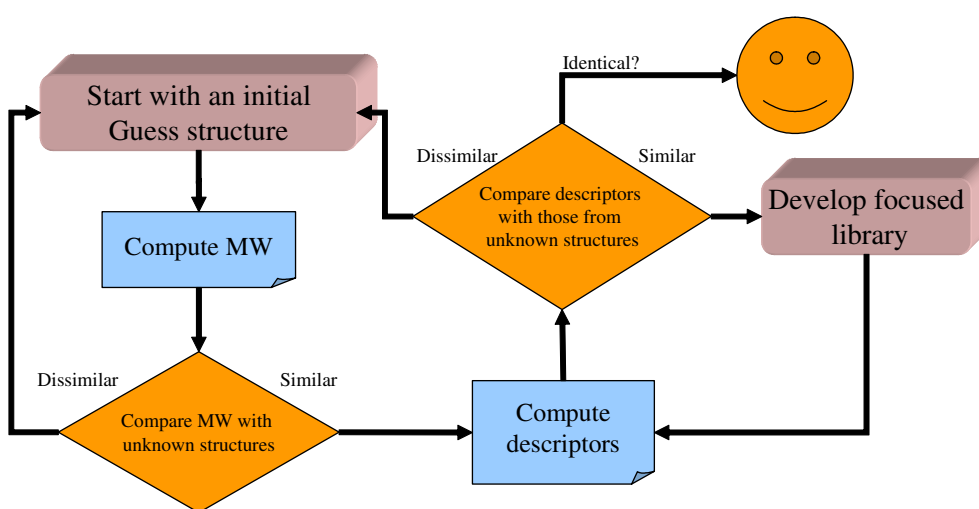 Start with an initial
Guess structure
Compute MW
Dissimilar
Similar
Compare MW with
unknown structures
Compute
descriptors
Identical?
Dissimilar
Similar
Compare descriptors
with those from
unknown structures
Develop focused
library